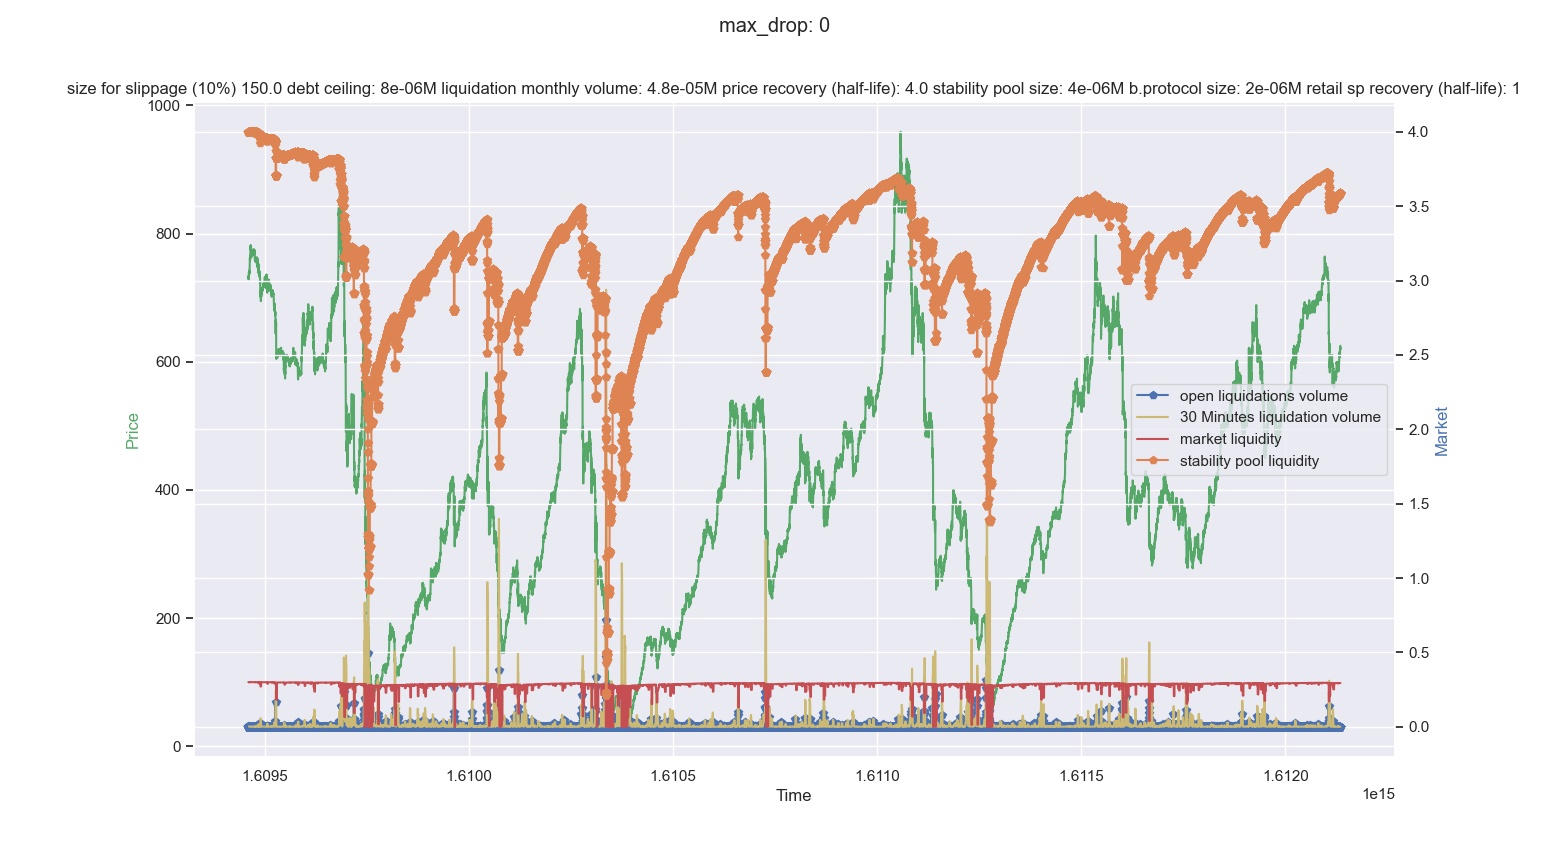 max_drop: 0
size for slippage (10%) 150.0 debt ceiling: 8e-06M liquidation monthly volume: 4.8e-05M price recovery (half-life): 4.0 stability pool size: 4e-06M b.protocol size: 2e-06M retail sp recovery (half-life): 1
1000
800
600
400
200
0
Price
4.0
3.5
3.0
2.5
2.0
1.5
1.0
0.5
0.0
Market
open liquidations volume
30 Minutes liquidation volume
market liquidity
stability pool liquidity
1.6095
1.6100
1.6105
1.6110
1.6115
1.6120
Time
1e15